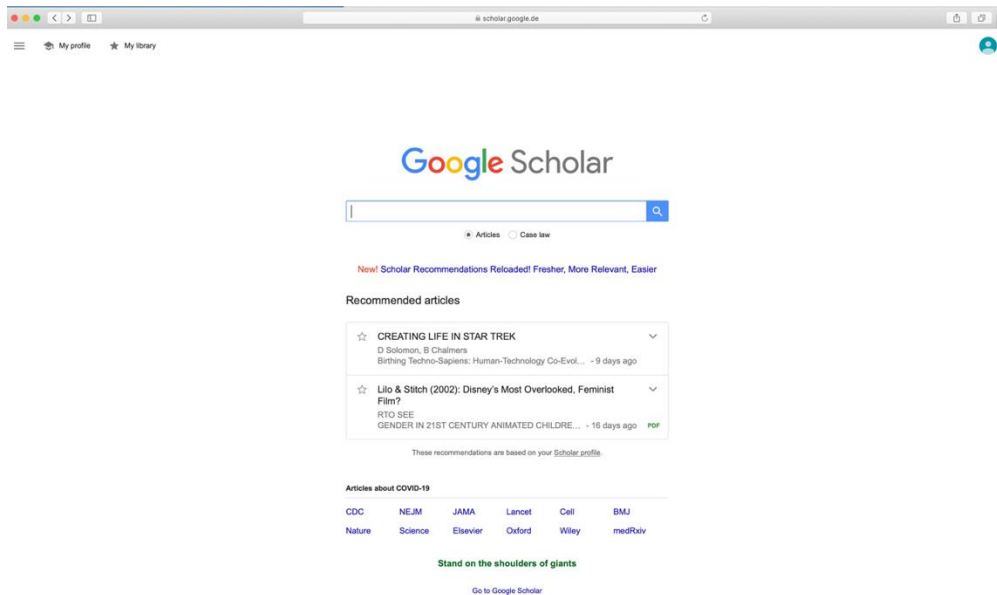 scholar.google.de
My profile My library
Google Scholar
Articles Case law
New! Scholar Recommendations Reloaded! Fresher, More Relevant, Easier
Recommended articles
CREATING LIFE IN STAR TREK
D Solomon, B Chalmers
Birthing Techno-Sapiens: Human-Technology Co-Evol... - 9 days ago
Lilo & Stitch (2002): Disney's Most Overlooked, Feminist
Film?
RTO SEE
GENDER IN 21ST CENTURY ANIMATED CHILDRE... - 16 days ago PDF
These recommendations are based on your Scholar profile.
Articles about COVID-19
CDC NEJM JAMA Lancet Cell BMJ
Nature Science Elsevier Oxford Wiley medRxiv
Stand on the shoulders of giants
Go to Google Scholar